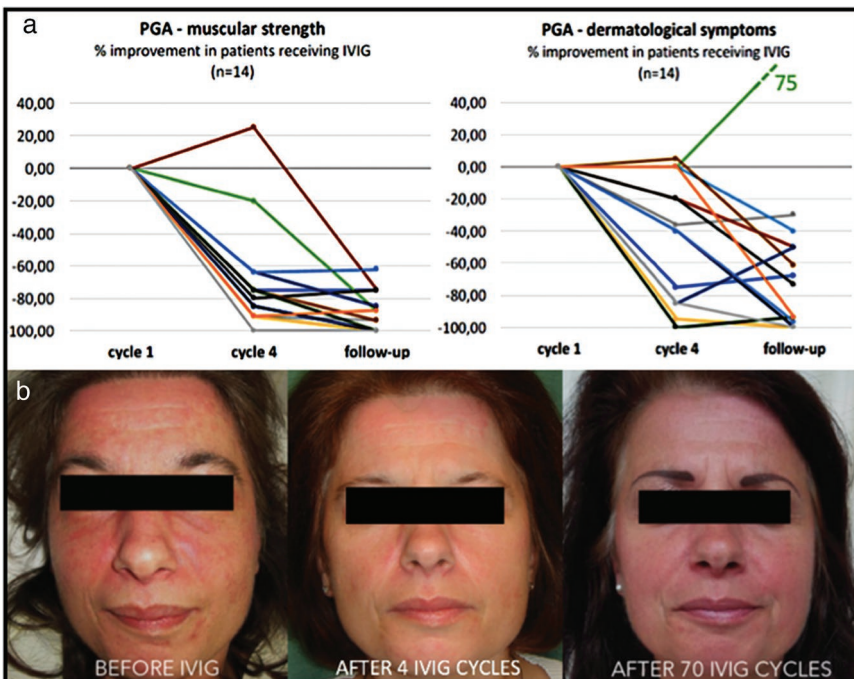 a
PGA - muscular strength
% improvement in patients receiving IVIG
(n=14)
40,00
20,00
0,00
-20,00
-40,00
-60,00
-80,00
100,00
cycle 1 cycle 4 follow-up
PGA - dermatological symptoms
% improvement in patients receiving IVIG
(n=14)
75
40,00
20,00
0,00
-20,00
-40,00
-60,00
-80,00
-100,00
cycle 1 cycle 4 follow-up
b
BEFORE IVIG
AFTER 4 IVIG CYCLES
AFTER 70 IVIG CYCLES